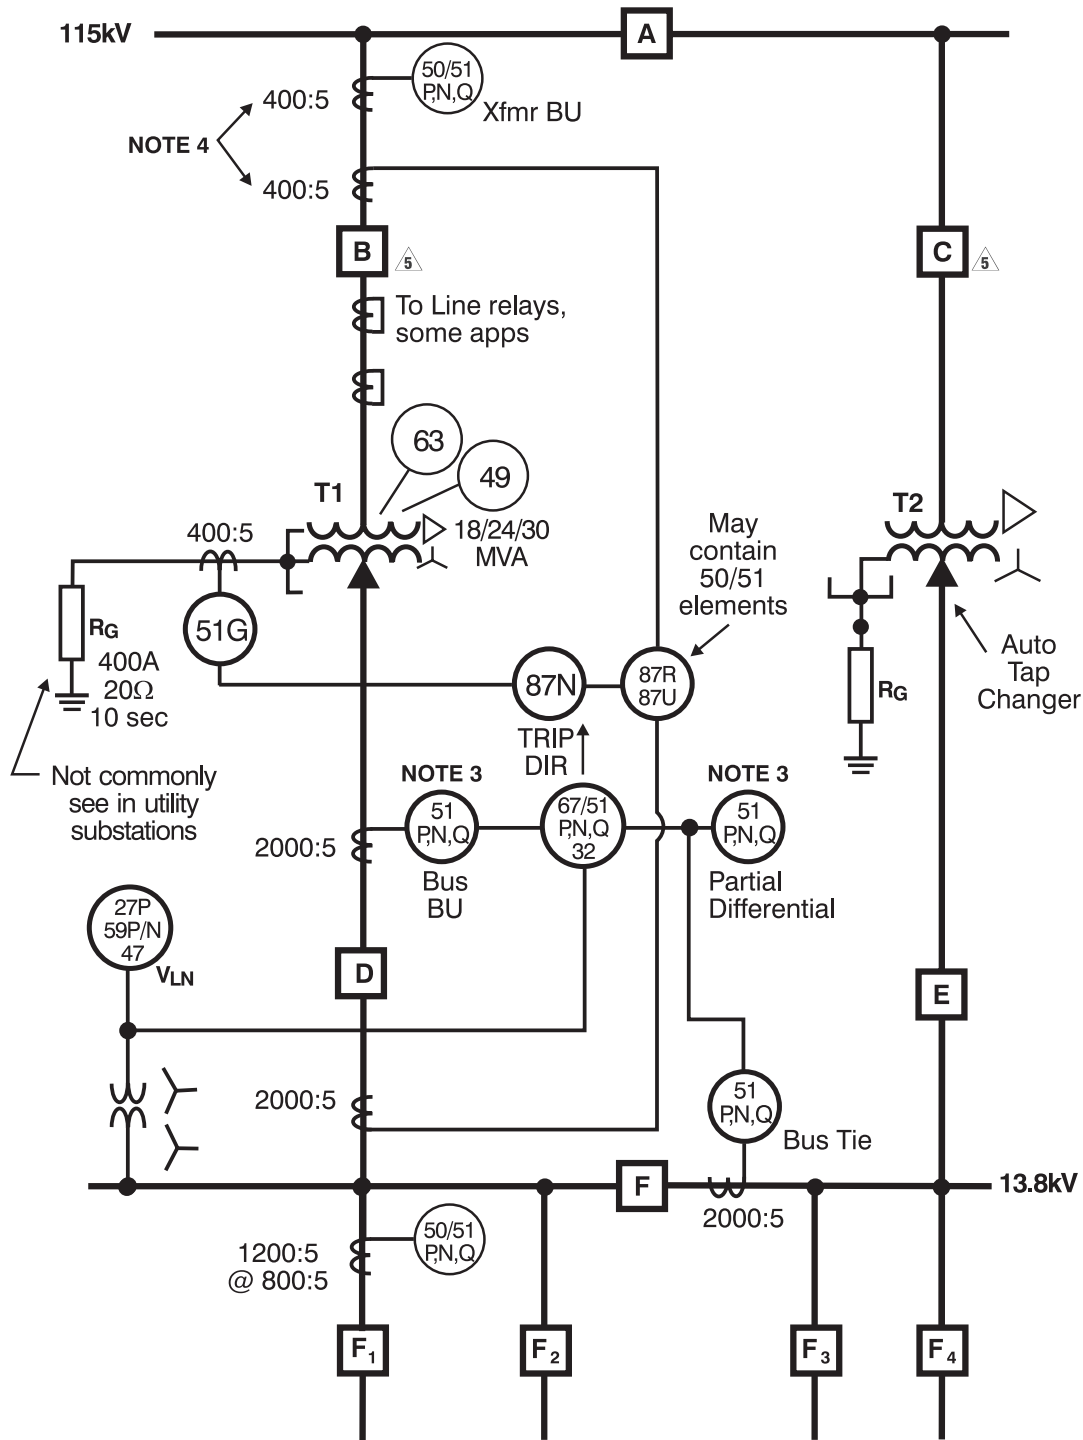 115kV
A
50/51
P,N,Q
Xfmr BU
400:5
NOTE 4
400:5
B
5
C
5
To Line relays,
some apps
63
49
T1
18/24/30
MVA
T2
400:5
May
contain
50/51
elements
RG
400A
20Ω
10 sec
51G
87N
87R
87U
Auto
Tap
Changer
RG
TRIP
DIR
Not commonly
see in utility
substations
NOTE 3
51
P,N,Q
Bus
BU
67/51
P,N,Q
32
NOTE 3
51
P,N,Q
Partial
Differential
2000:5
27P
59P/N
47
VLN
D
E
2000:5
51
P,N,Q
Bus Tie
F
13.8kV
2000:5
50/51
P,N,Q
1200:5
@ 800:5
F1
F2
F3
F4